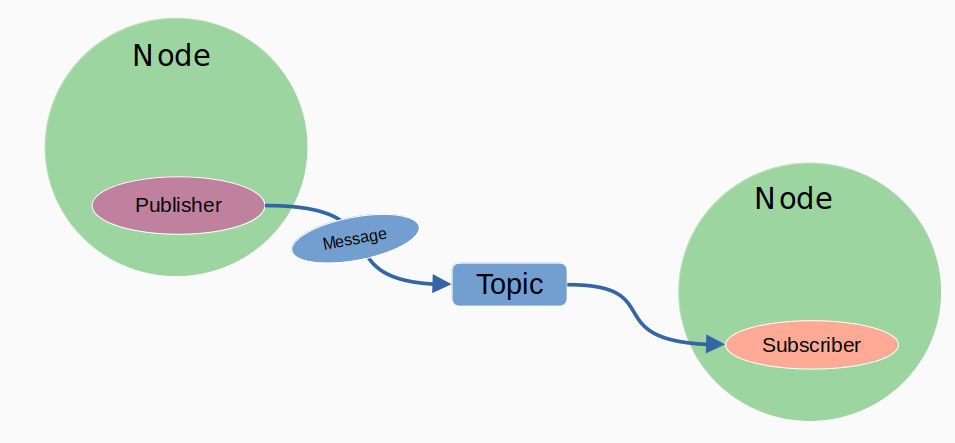 Node
Publisher
Message
Topic
Node
Subscriber